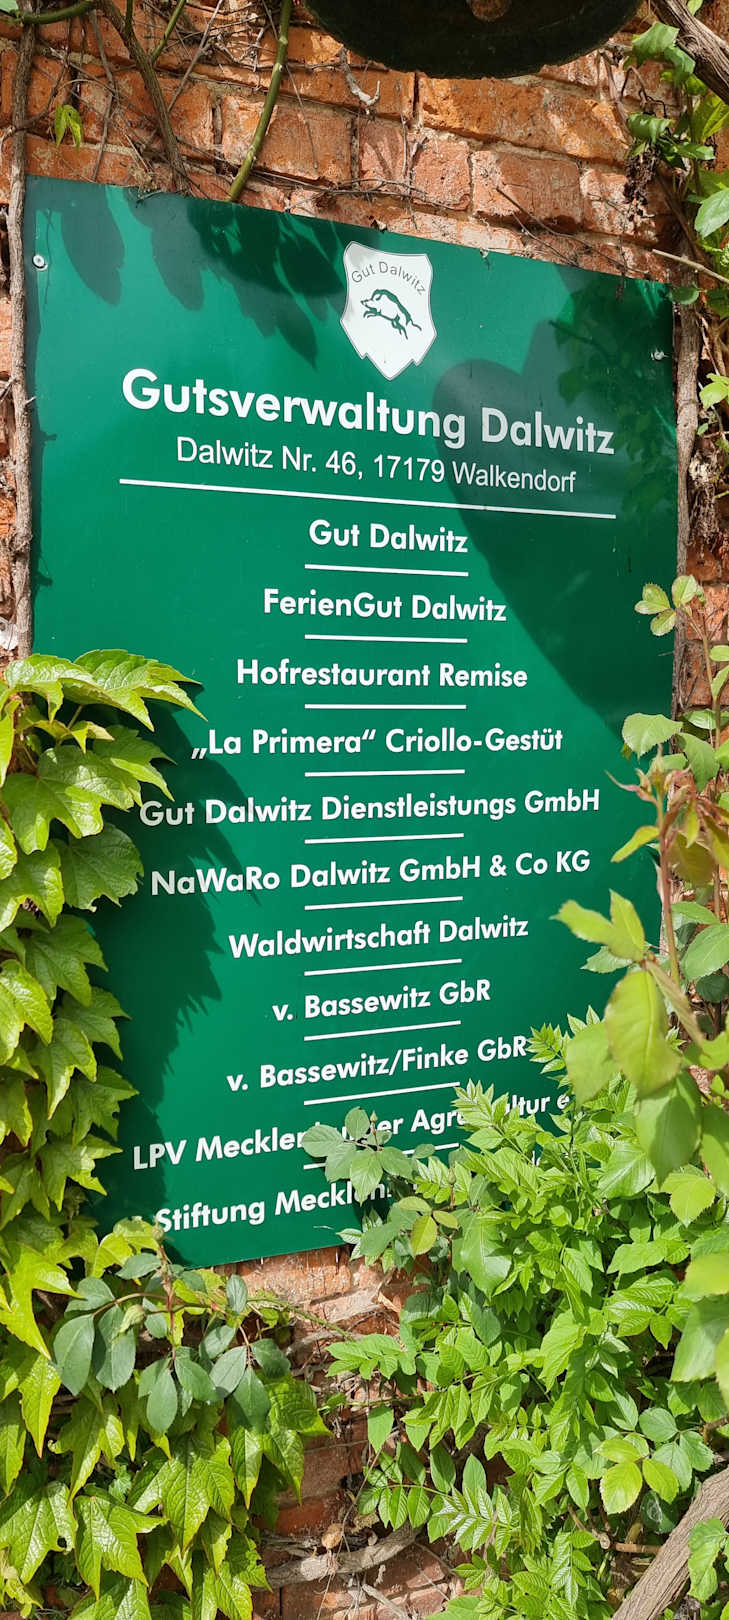 Gut Dalwitz
Gutsverwaltung Dalwitz
Dalwitz Nr. 46, 17179 Walkendorf
Gut Dalwitz
FerienGut Dalwitz
Hofrestaurant Remise
„La Primera“ Criollo-Gestüt
Gut Dalwitz Dienstleistungs GmbH
NaWaRo Dalwitz GmbH & Co KG
Waldwirtschaft Dalwitz
v. Bassewitz GbR
v. Bassewitz/Finke GbR
LPV
Stiftung